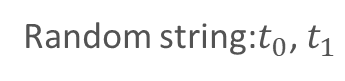 Random string:t₀, t₁